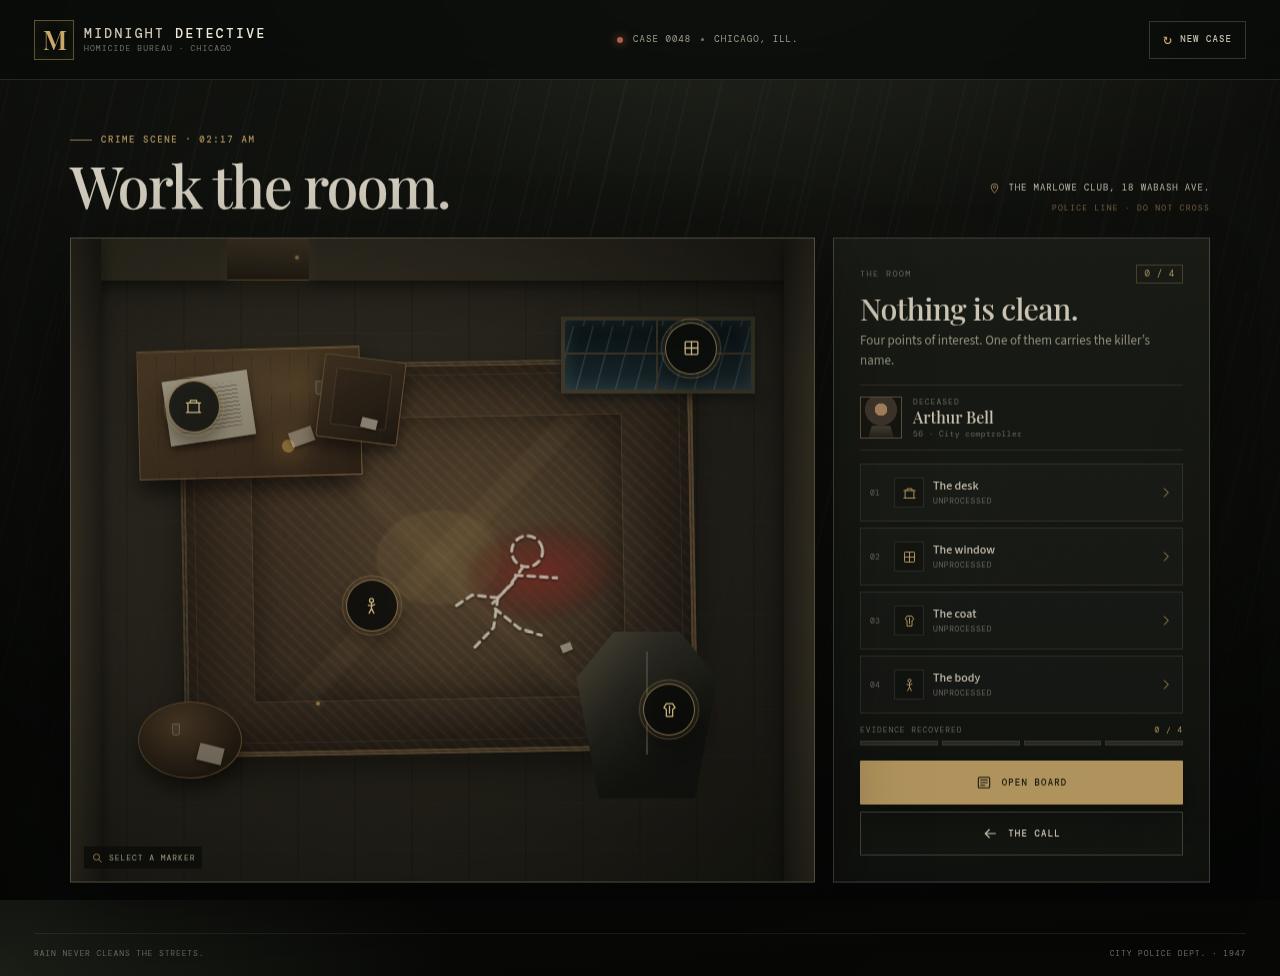 M
MIDNIGHT DETECTIVE
HOMICIDE BUREAU · CHICAGO
CASE 0048 • CHICAGO, ILL.
↻ NEW CASE
CRIME SCENE · 02:17 AM
Work the room.
THE MARLOWE CLUB, 18 WABASH AVE.
POLICE LINE · DO NOT CROSS
SELECT A MARKER
THE ROOM
0 / 4
Nothing is clean.
Four points of interest. One of them carries the killer's
name.
DECEASED
Arthur Bell
56 · City comptroller
01
The desk
UNPROCESSED
02
The window
UNPROCESSED
03
The coat
UNPROCESSED
04
The body
UNPROCESSED
EVIDENCE RECOVERED
0 / 4
OPEN BOARD
THE CALL
RAIN NEVER CLEANS THE STREETS.
CITY POLICE DEPT. · 1947